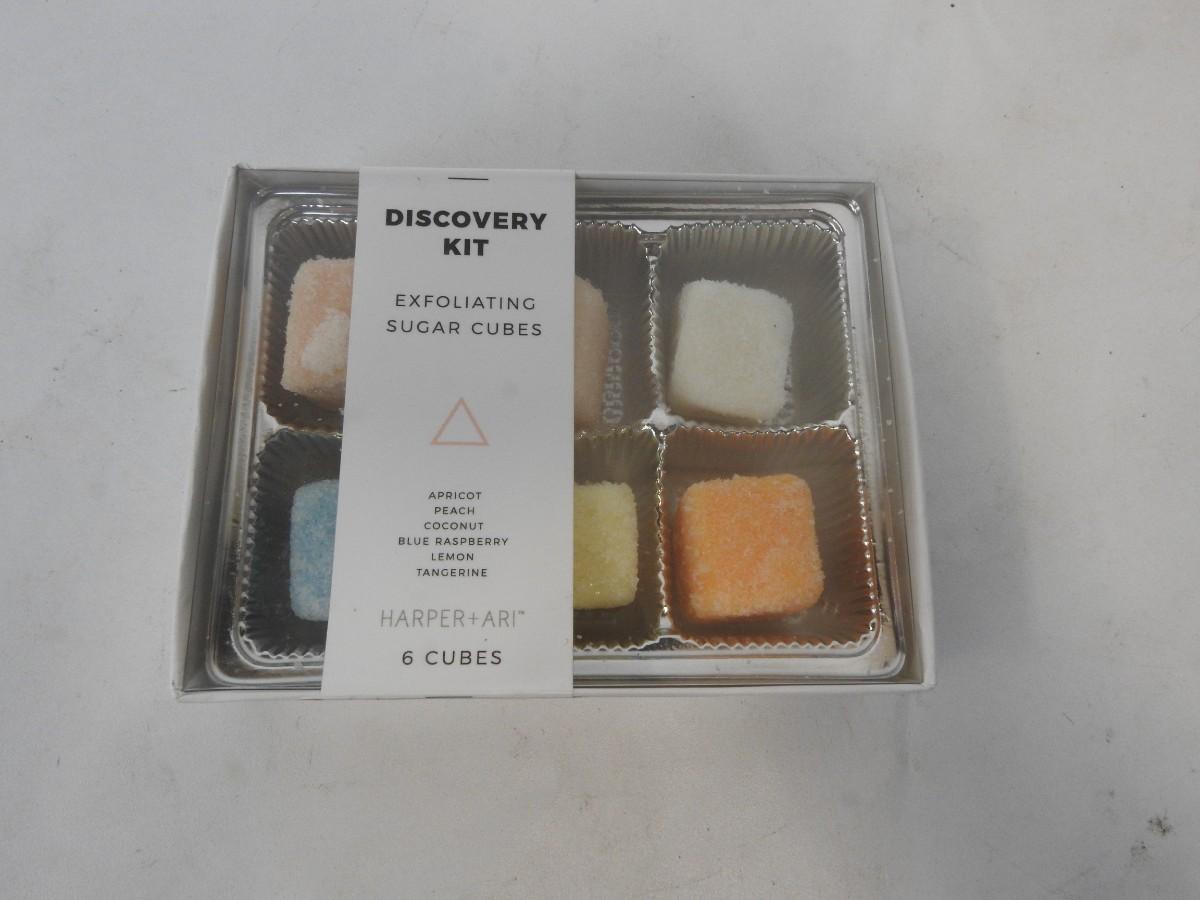 DISCOVERY
KIT
EXFOLIATING
SUGAR CUBES
APRICOT
PEACH
COCONUT
BLUE RASPBERRY
LEMON
TANGERINE
HARPER+ARI™
6 CUBES